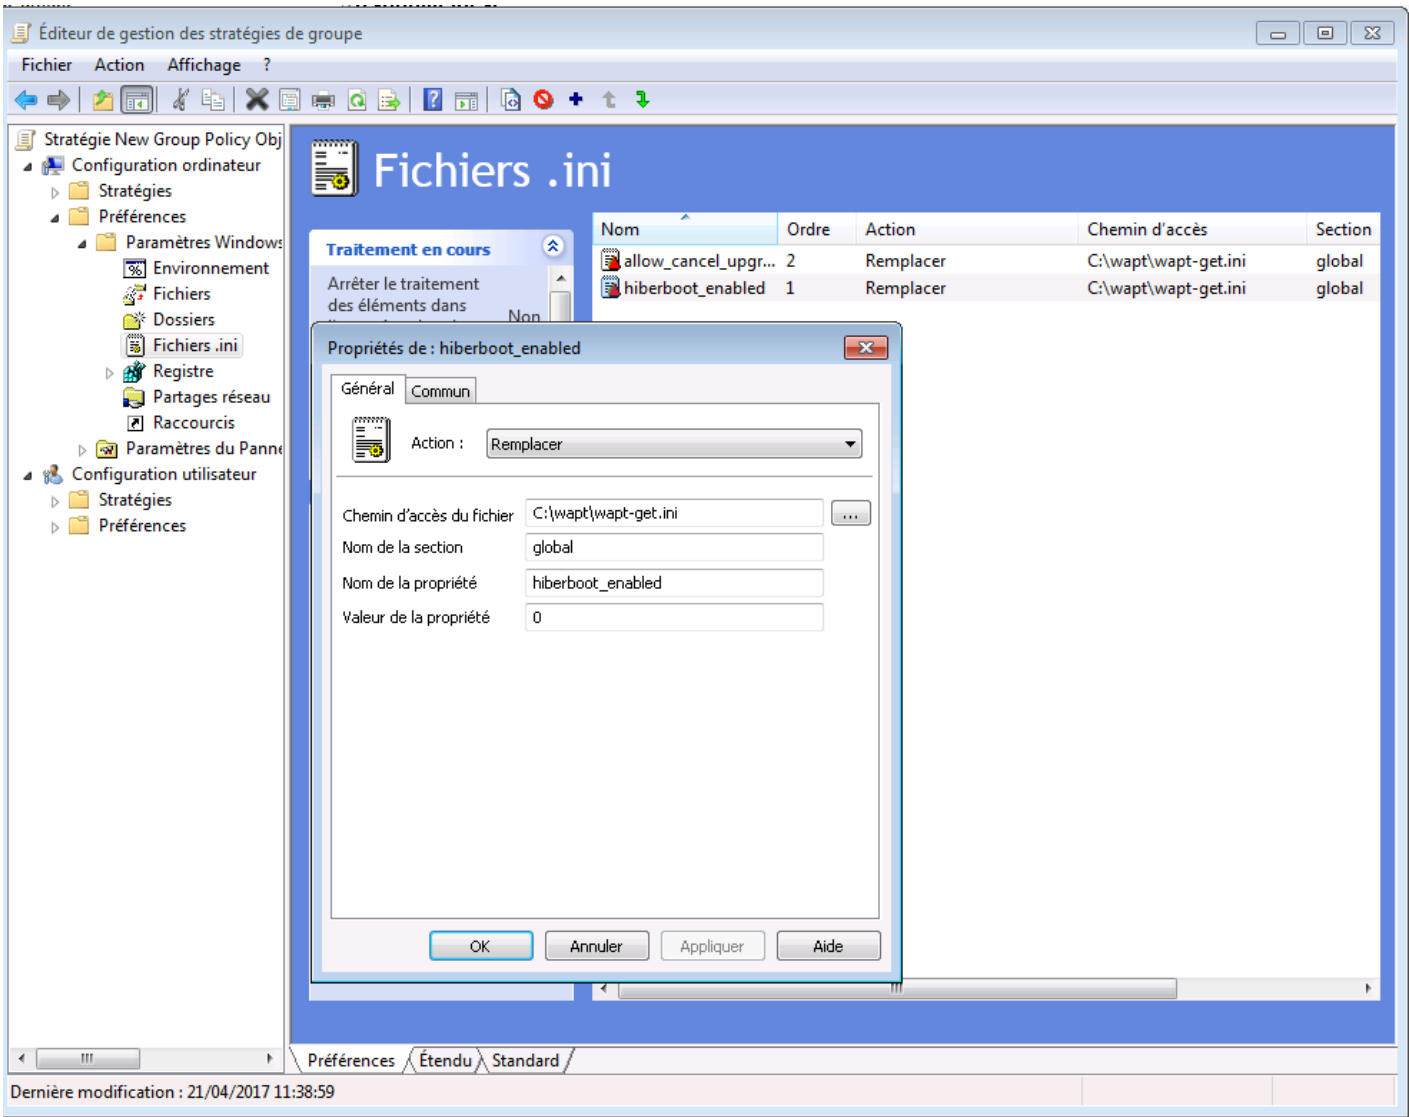 Éditeur de gestion des stratégies de groupe
Fichier Action Affichage ?
Stratégie New Group Policy Obj
Configuration ordinateur
Stratégies
Préférences
Paramètres Windows
Environnement
Fichiers
Dossiers
Fichiers .ini
Registre
Partages réseau
Raccourcis
Paramètres du Panne
Configuration utilisateur
Stratégies
Préférences
Fichiers .ini
Traitement en cours
Arrêter le traitement
des éléments dans
Non
Nom Ordre Action Chemin d'accès Section
allow_cancel_upgr... 2 Remplacer C:\wapt\wapt-get.ini global
hiberboot_enabled 1 Remplacer C:\wapt\wapt-get.ini global
Propriétés de : hiberboot_enabled
Général Commun
Action : Remplacer
Chemin d'accès du fichier C:\wapt\wapt-get.ini ...
Nom de la section global
Nom de la propriété hiberboot_enabled
Valeur de la propriété 0
OK Annuler Appliquer Aide
Préférences Étendu Standard
Dernière modification : 21/04/2017 11:38:59